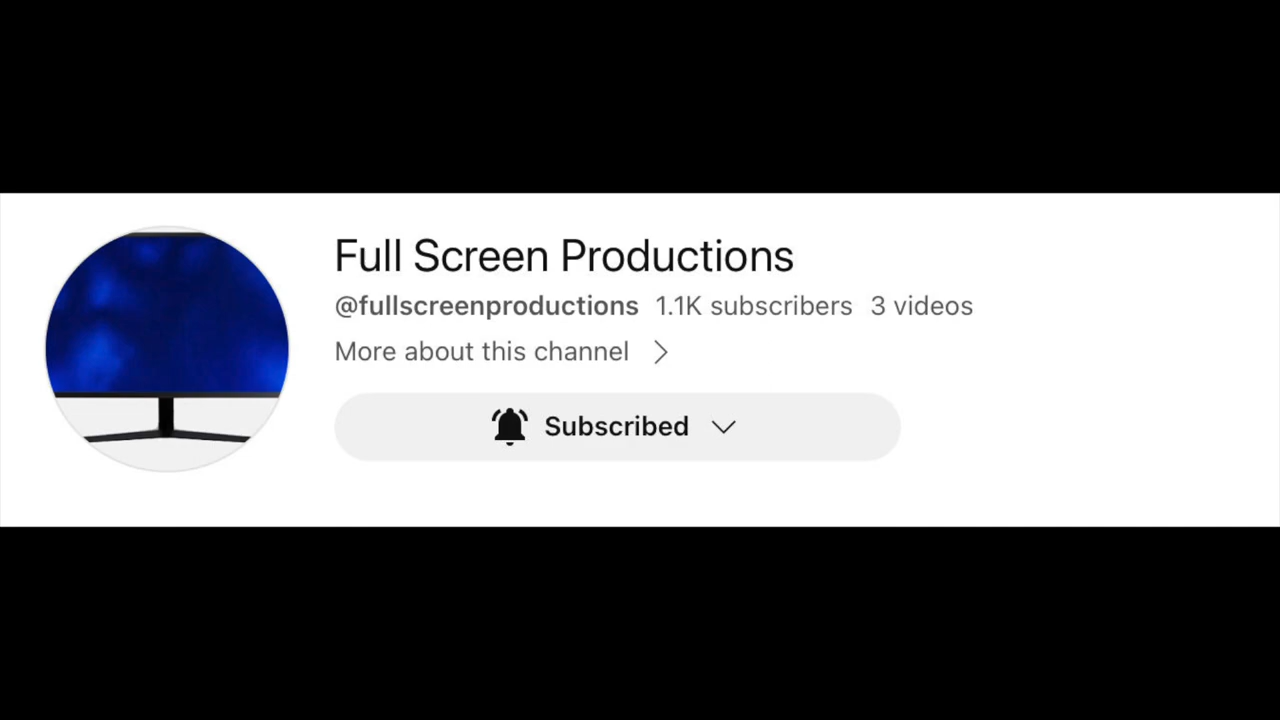 Full Screen Productions
@fullscreenproductions 1.1K subscribers 3 videos
More about this channel
Subscribed